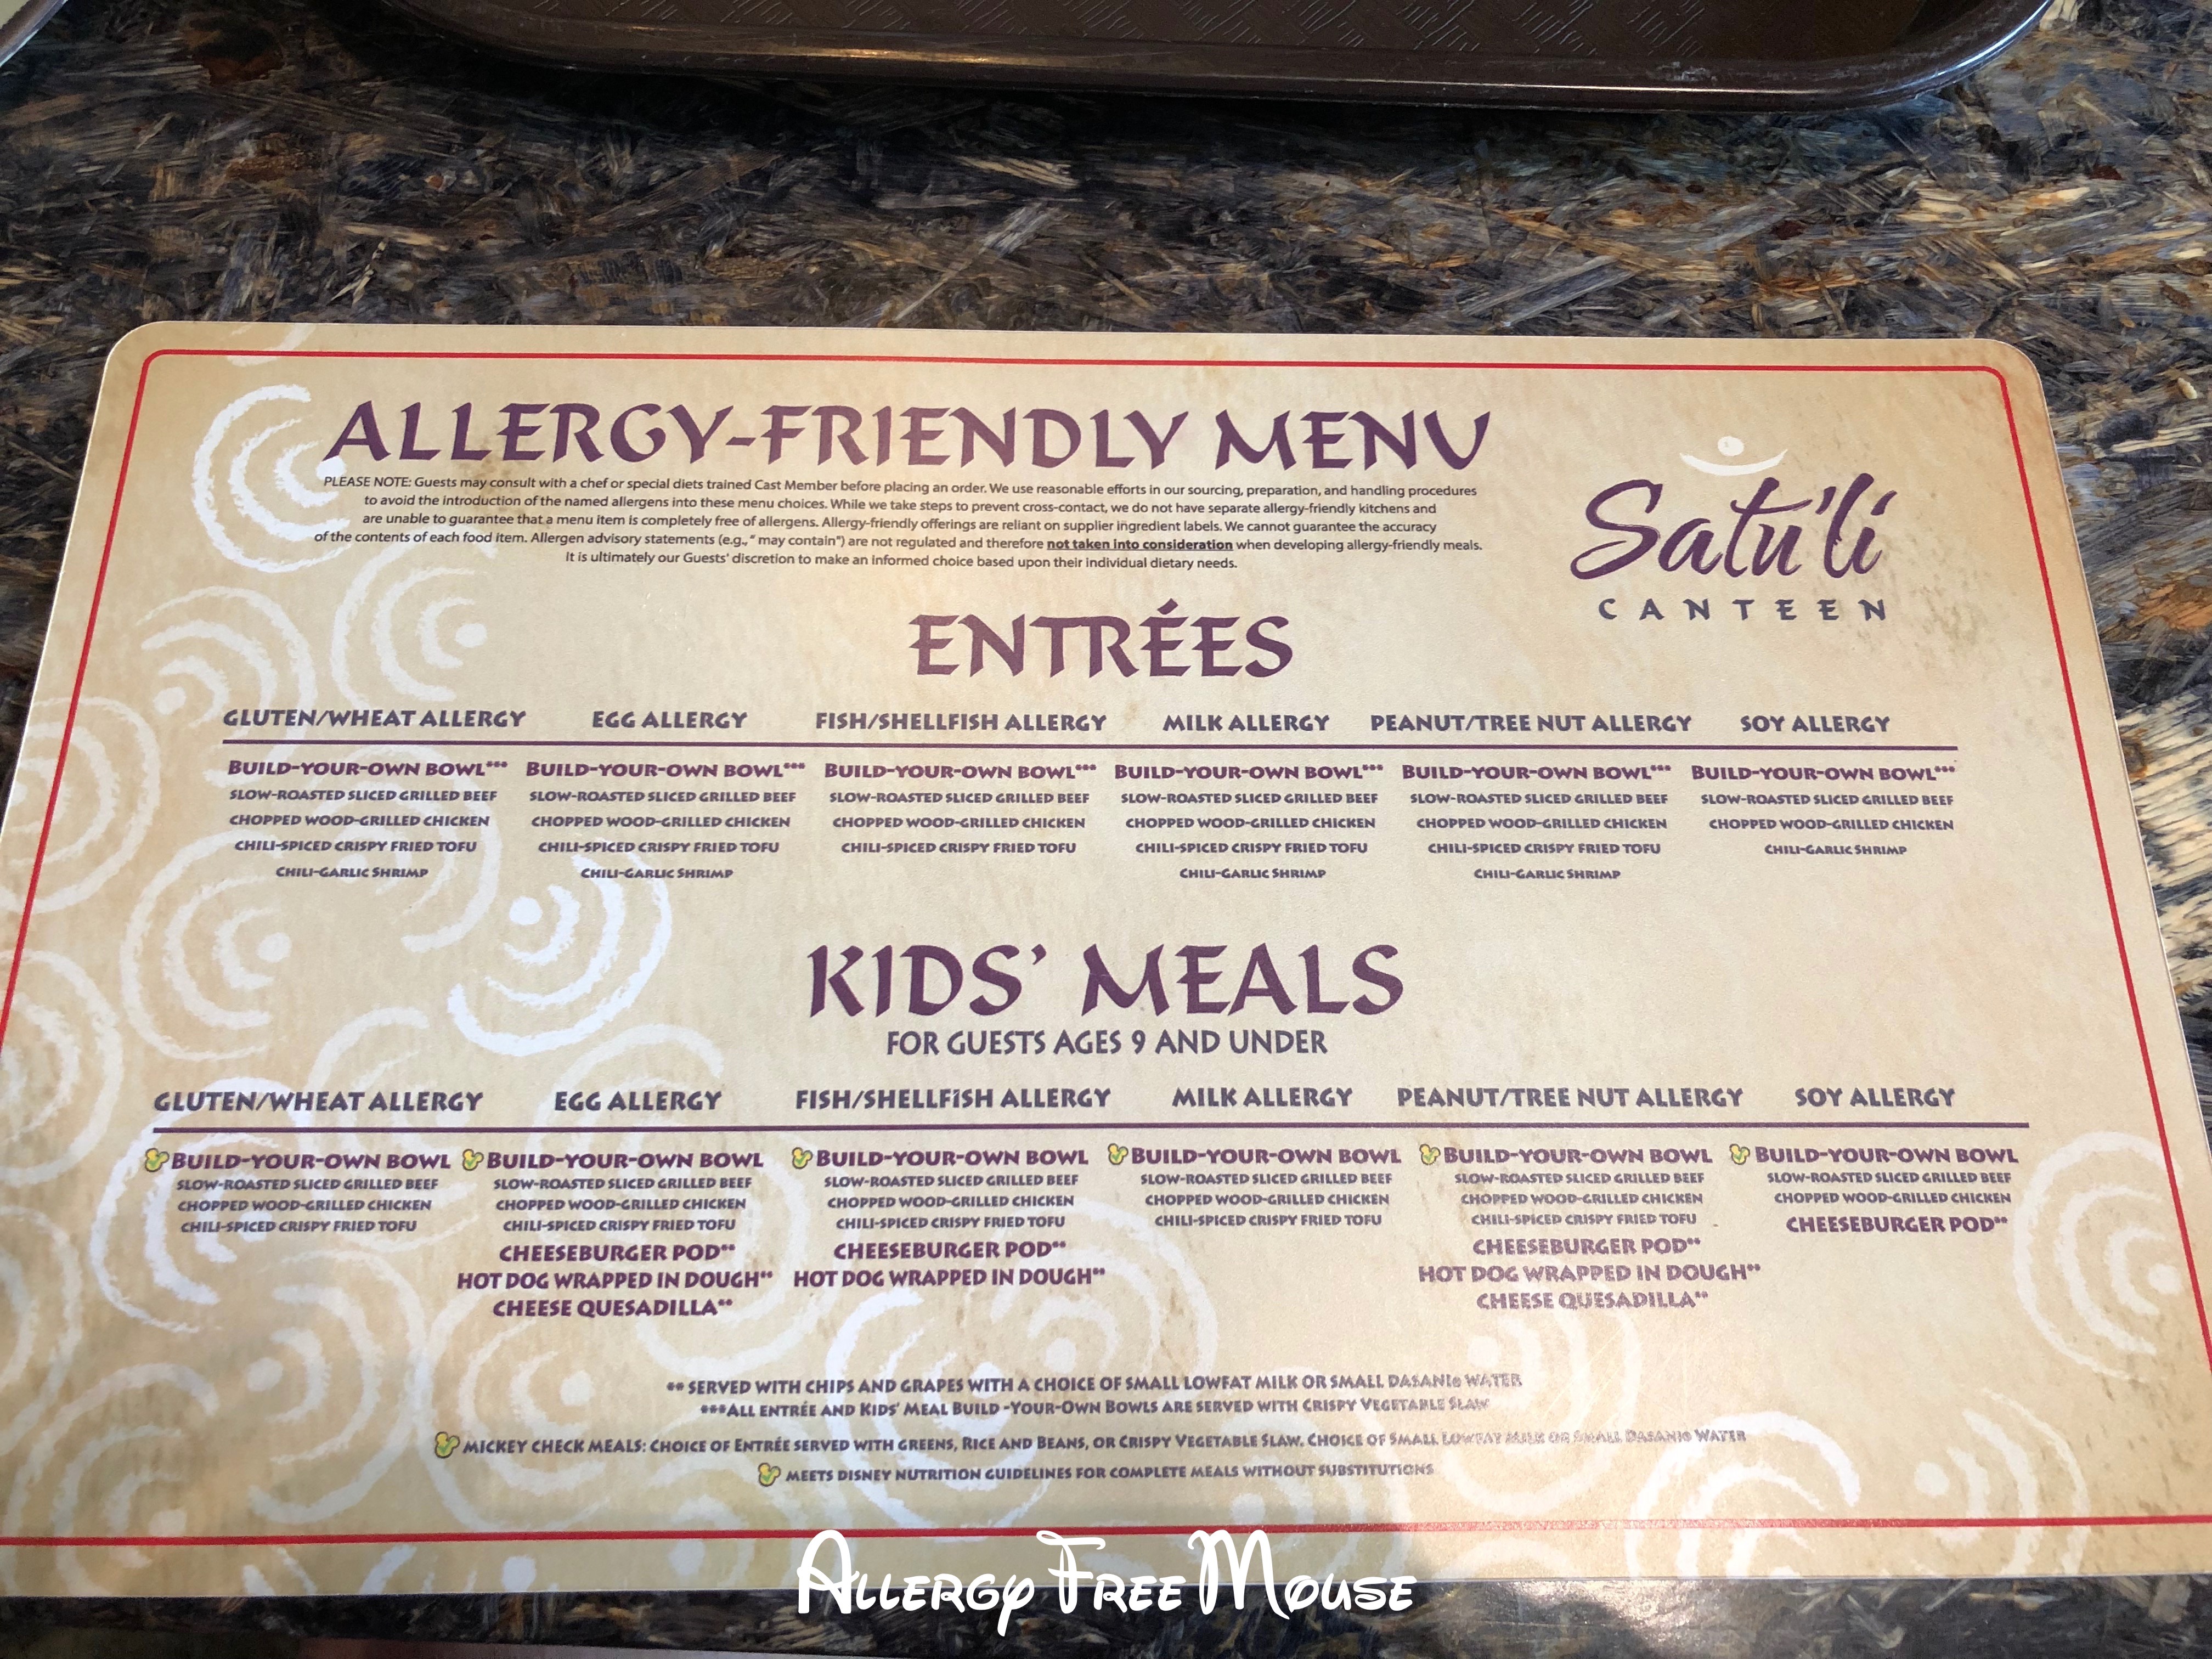 ALLERGY-FRIENDLY MENU
PLEASE NOTE: Guests may consult with a chef or special diets trained Cast Member before placing an order. We use reasonable efforts in our sourcing, preparation, and handling procedures
to avoid the introduction of the named allergens into these menu choices. While we take steps to prevent cross-contact, we do not have separate allergy-friendly kitchens and
are unable to guarantee that a menu item is completely free of allergens. Allergy-friendly offerings are reliant on supplier ingredient labels. We cannot guarantee the accuracy
of the contents of each food item. Allergen advisory statements (e.g., " may contain") are not regulated and therefore not taken into consideration when developing allergy-friendly meals.
It is ultimately our Guests' discretion to make an informed choice based upon their individual dietary needs.
Satu'li
CANTEEN
ENTRÉES
GLUTEN/WHEAT ALLERGY EGG ALLERGY FISH/SHELLFISH ALLERGY MILK ALLERGY PEANUT/TREE NUT ALLERGY SOY ALLERGY
BUILD-YOUR-OWN BOWL*** BUILD-YOUR-OWN BOWL*** BUILD-YOUR-OWN BOWL*** BUILD-YOUR-OWN BOWL*** BUILD-YOUR-OWN BOWL*** BUILD-YOUR-OWN BOWL***
SLOW-ROASTED SLICED GRILLED BEEF SLOW-ROASTED SLICED GRILLED BEEF SLOW-ROASTED SLICED GRILLED BEEF SLOW-ROASTED SLICED GRILLED BEEF SLOW-ROASTED SLICED GRILLED BEEF SLOW-ROASTED SLICED GRILLED BEEF
CHOPPED WOOD-GRILLED CHICKEN CHOPPED WOOD-GRILLED CHICKEN CHOPPED WOOD-GRILLED CHICKEN CHOPPED WOOD-GRILLED CHICKEN CHOPPED WOOD-GRILLED CHICKEN CHOPPED WOOD-GRILLED CHICKEN
CHILI-SPICED CRISPY FRIED TOFU CHILI-SPICED CRISPY FRIED TOFU CHILI-SPICED CRISPY FRIED TOFU CHILI-SPICED CRISPY FRIED TOFU CHILI-SPICED CRISPY FRIED TOFU CHILI-GARLIC SHRIMP
CHILI-GARLIC SHRIMP CHILI-GARLIC SHRIMP CHILI-GARLIC SHRIMP CHILI-GARLIC SHRIMP
KIDS' MEALS
FOR GUESTS AGES 9 AND UNDER
GLUTEN/WHEAT ALLERGY EGG ALLERGY FISH/SHELLFISH ALLERGY MILK ALLERGY PEANUT/TREE NUT ALLERGY SOY ALLERGY
BUILD-YOUR-OWN BOWL BUILD-YOUR-OWN BOWL BUILD-YOUR-OWN BOWL BUILD-YOUR-OWN BOWL BUILD-YOUR-OWN BOWL BUILD-YOUR-OWN BOWL
SLOW-ROASTED SLICED GRILLED BEEF SLOW-ROASTED SLICED GRILLED BEEF SLOW-ROASTED SLICED GRILLED BEEF SLOW-ROASTED SLICED GRILLED BEEF SLOW-ROASTED SLICED GRILLED BEEF SLOW-ROASTED SLICED GRILLED BEEF
CHOPPED WOOD-GRILLED CHICKEN CHOPPED WOOD-GRILLED CHICKEN CHOPPED WOOD-GRILLED CHICKEN CHOPPED WOOD-GRILLED CHICKEN CHOPPED WOOD-GRILLED CHICKEN CHOPPED WOOD-GRILLED CHICKEN
CHILI-SPICED CRISPY FRIED TOFU CHILI-SPICED CRISPY FRIED TOFU CHILI-SPICED CRISPY FRIED TOFU CHILI-SPICED CRISPY FRIED TOFU CHILI-SPICED CRISPY FRIED TOFU CHEESEBURGER POD**
CHEESEBURGER POD** CHEESEBURGER POD** CHEESEBURGER POD**
HOT DOG WRAPPED IN DOUGH** HOT DOG WRAPPED IN DOUGH** HOT DOG WRAPPED IN DOUGH**
CHEESE QUESADILLA** CHEESE QUESADILLA**
** SERVED WITH CHIPS AND GRAPES WITH A CHOICE OF SMALL LOWFAT MILK OR SMALL DASANI® WATER
***ALL ENTRÉE AND KIDS' MEAL BUILD -YOUR-OWN BOWLS ARE SERVED WITH CRISPY VEGETABLE SLAW
MICKEY CHECK MEALS: CHOICE OF ENTRÉE SERVED WITH GREENS, RICE AND BEANS, OR CRISPY VEGETABLE SLAW. CHOICE OF SMALL LOWFAT MILK OR SMALL DASANI® WATER
MEETS DISNEY NUTRITION GUIDELINES FOR COMPLETE MEALS WITHOUT SUBSTITUTIONS
ALLERGY FREE MOUSE